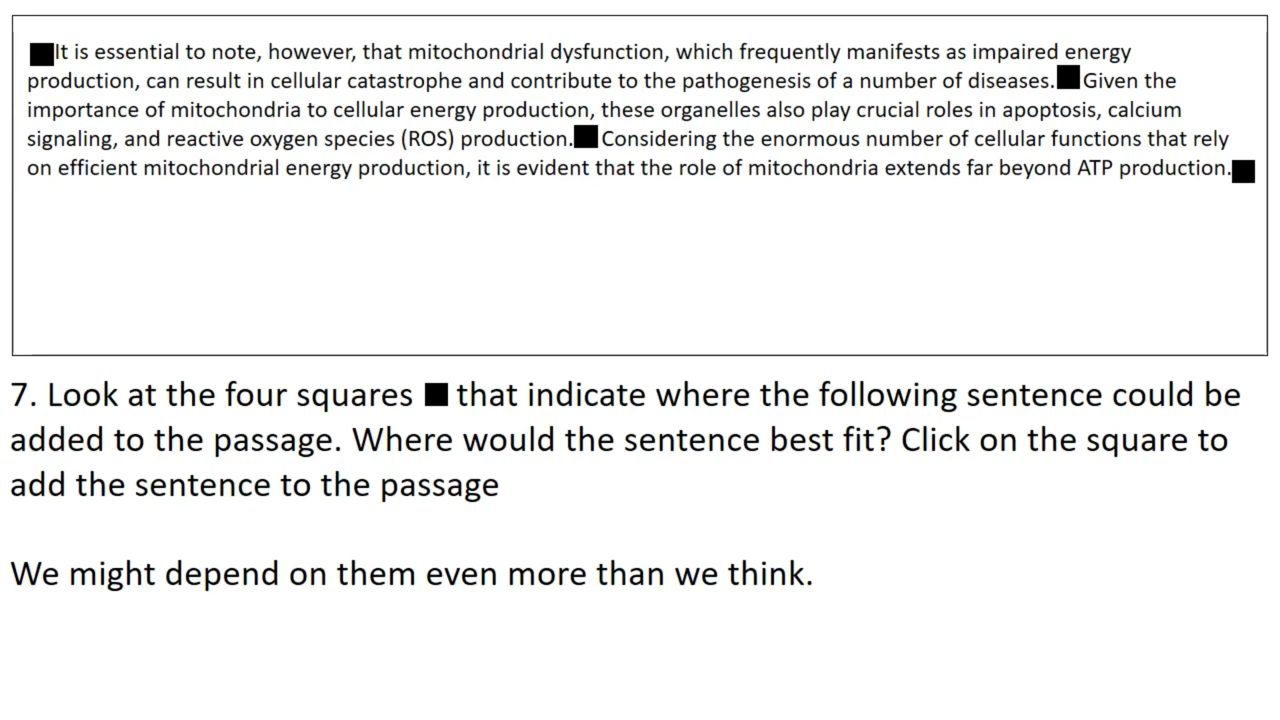 ■It is essential to note, however, that mitochondrial dysfunction, which frequently manifests as impaired energy
production, can result in cellular catastrophe and contribute to the pathogenesis of a number of diseases.■Given the
importance of mitochondria to cellular energy production, these organelles also play crucial roles in apoptosis, calcium
signaling, and reactive oxygen species (ROS) production.■Considering the enormous number of cellular functions that rely
on efficient mitochondrial energy production, it is evident that the role of mitochondria extends far beyond ATP production.■
7. Look at the four squares ■ that indicate where the following sentence could be
added to the passage. Where would the sentence best fit? Click on the square to
add the sentence to the passage
We might depend on them even more than we think.